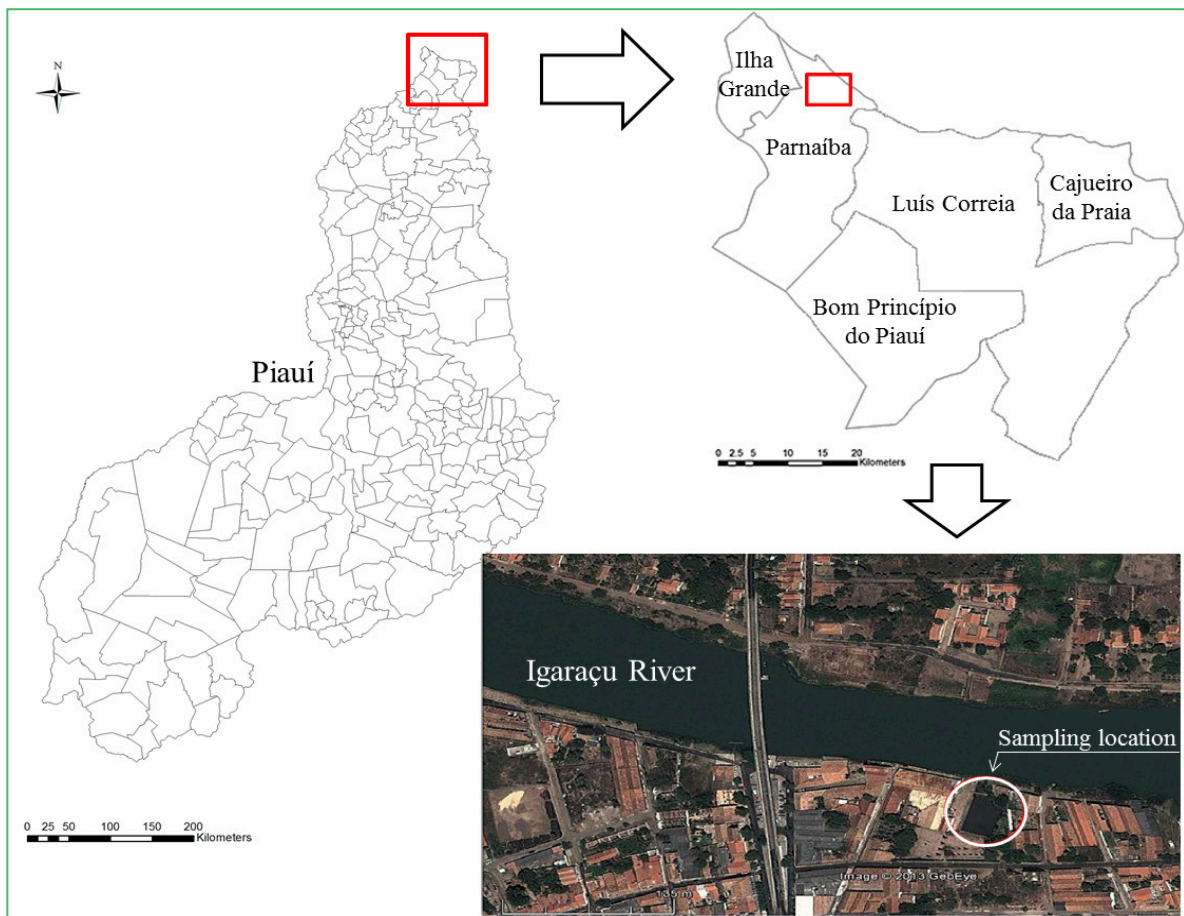 N
Piauí
0 25 50 100 150 200
Kilometers
Ilha
Grande
Parnaíba
Luís Correia
Cajueiro
da Praia
Bom Princípio
do Piauí
0 2.5 5 10 15 20
Kilometers
Igaraçu River
Sampling location
Image © 2013 GeoEye
135 m